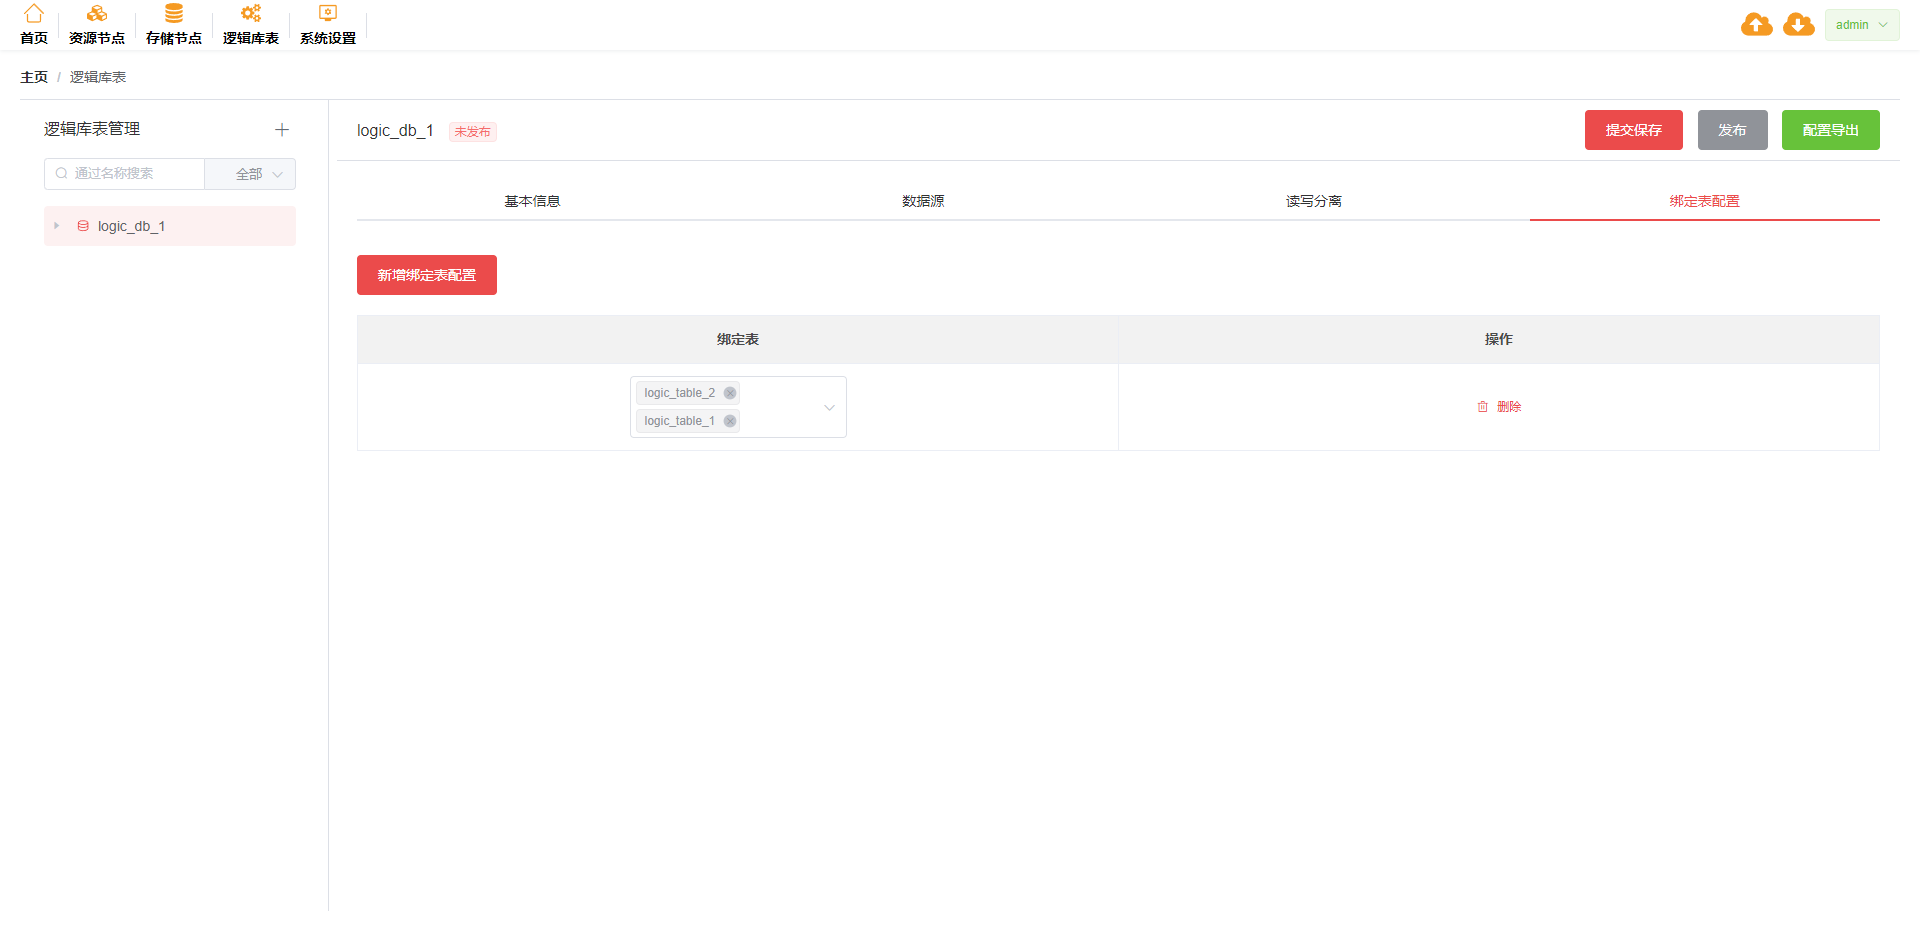 首页 资源节点 存储节点 逻辑库表 系统设置 admin
主页 / 逻辑库表
逻辑库表管理
通过名称搜索 全部
logic_db_1
logic_db_1 未发布 提交保存 发布 配置导出
基本信息 数据源 读写分离 绑定表配置
新增绑定表配置
绑定表 操作
logic_table_2
logic_table_1
删除